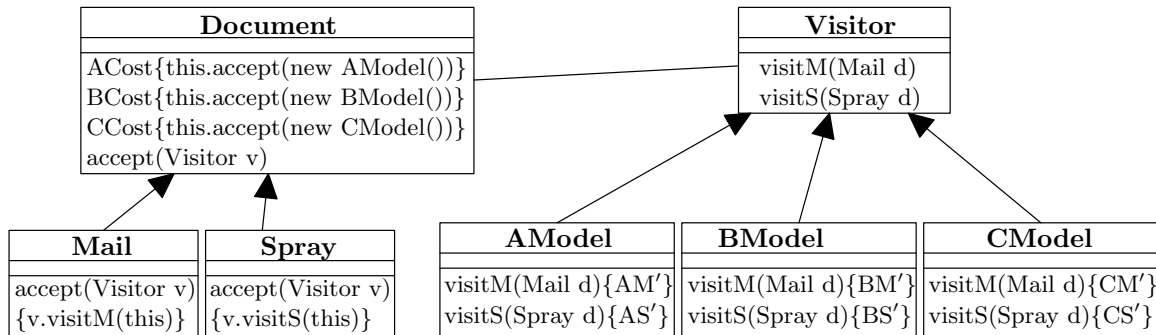 Document
ACost{this.accept(new AModel())}
BCost{this.accept(new BModel())}
CCost{this.accept(new CModel())}
accept(Visitor v)
Visitor
visitM(Mail d)
visitS(Spray d)
Mail
accept(Visitor v)
{v.visitM(this)}
Spray
accept(Visitor v)
{v.visitS(this)}
AModel
visitM(Mail d){AM′}
visitS(Spray d){AS′}
BModel
visitM(Mail d){BM′}
visitS(Spray d){BS′}
CModel
visitM(Mail d){CM′}
visitS(Spray d){CS′}